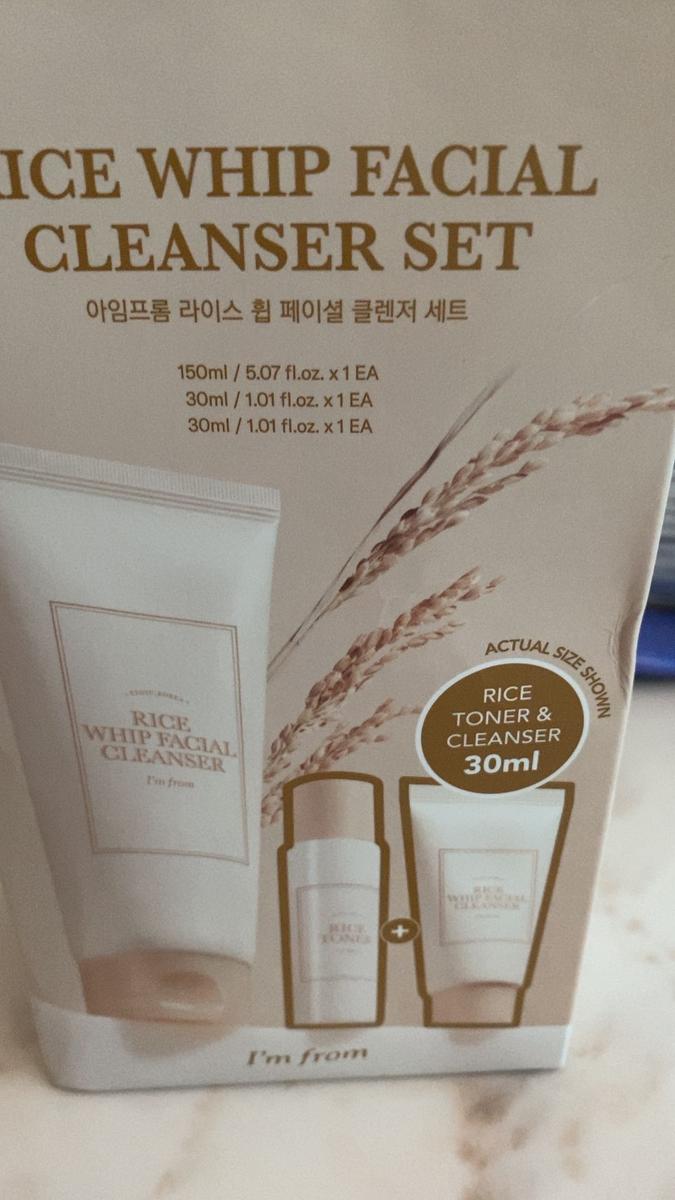 RICE WHIP FACIAL
CLEANSER SET
아임프롬 라이스 휩 페이셜 클렌저 세트
150ml / 5.07 fl.oz. x 1 EA
30ml / 1.01 fl.oz. x 1 EA
30ml / 1.01 fl.oz. x 1 EA
RICE
WHIP FACIAL
CLEANSER
I'm from
ACTUAL SIZE SHOWN
RICE
TONER &
CLEANSER
30ml
RICE
TONER
+
RICE
WHIP FACIAL
CLEANSER
I'm from